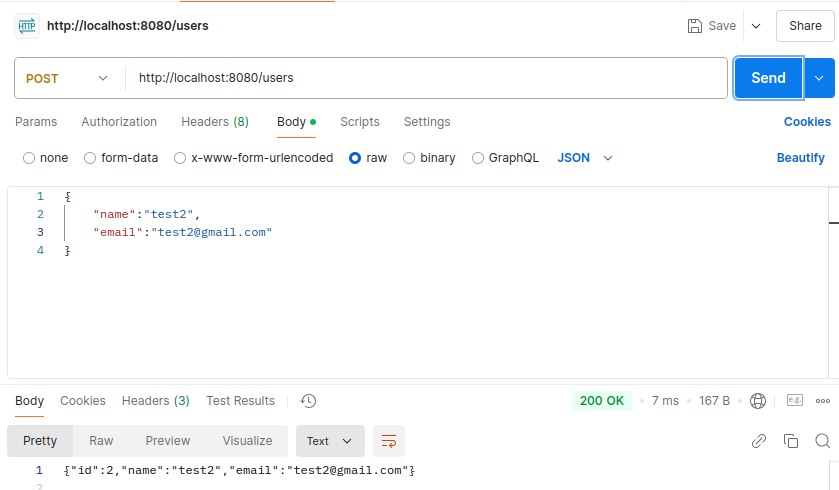 HTTP http://localhost:8080/users Save Share
POST http://localhost:8080/users Send
Params Authorization Headers (8) Body Scripts Settings Cookies
none form-data x-www-form-urlencoded raw binary GraphQL JSON Beautify
1 {
2 "name":"test2",
3 "email":"test2@gmail.com"
4 }
Body Cookies Headers (3) Test Results 200 OK • 7 ms • 167 B • e.g.
Pretty Raw Preview Visualize Text
1 {"id":2,"name":"test2","email":"test2@gmail.com"}
2